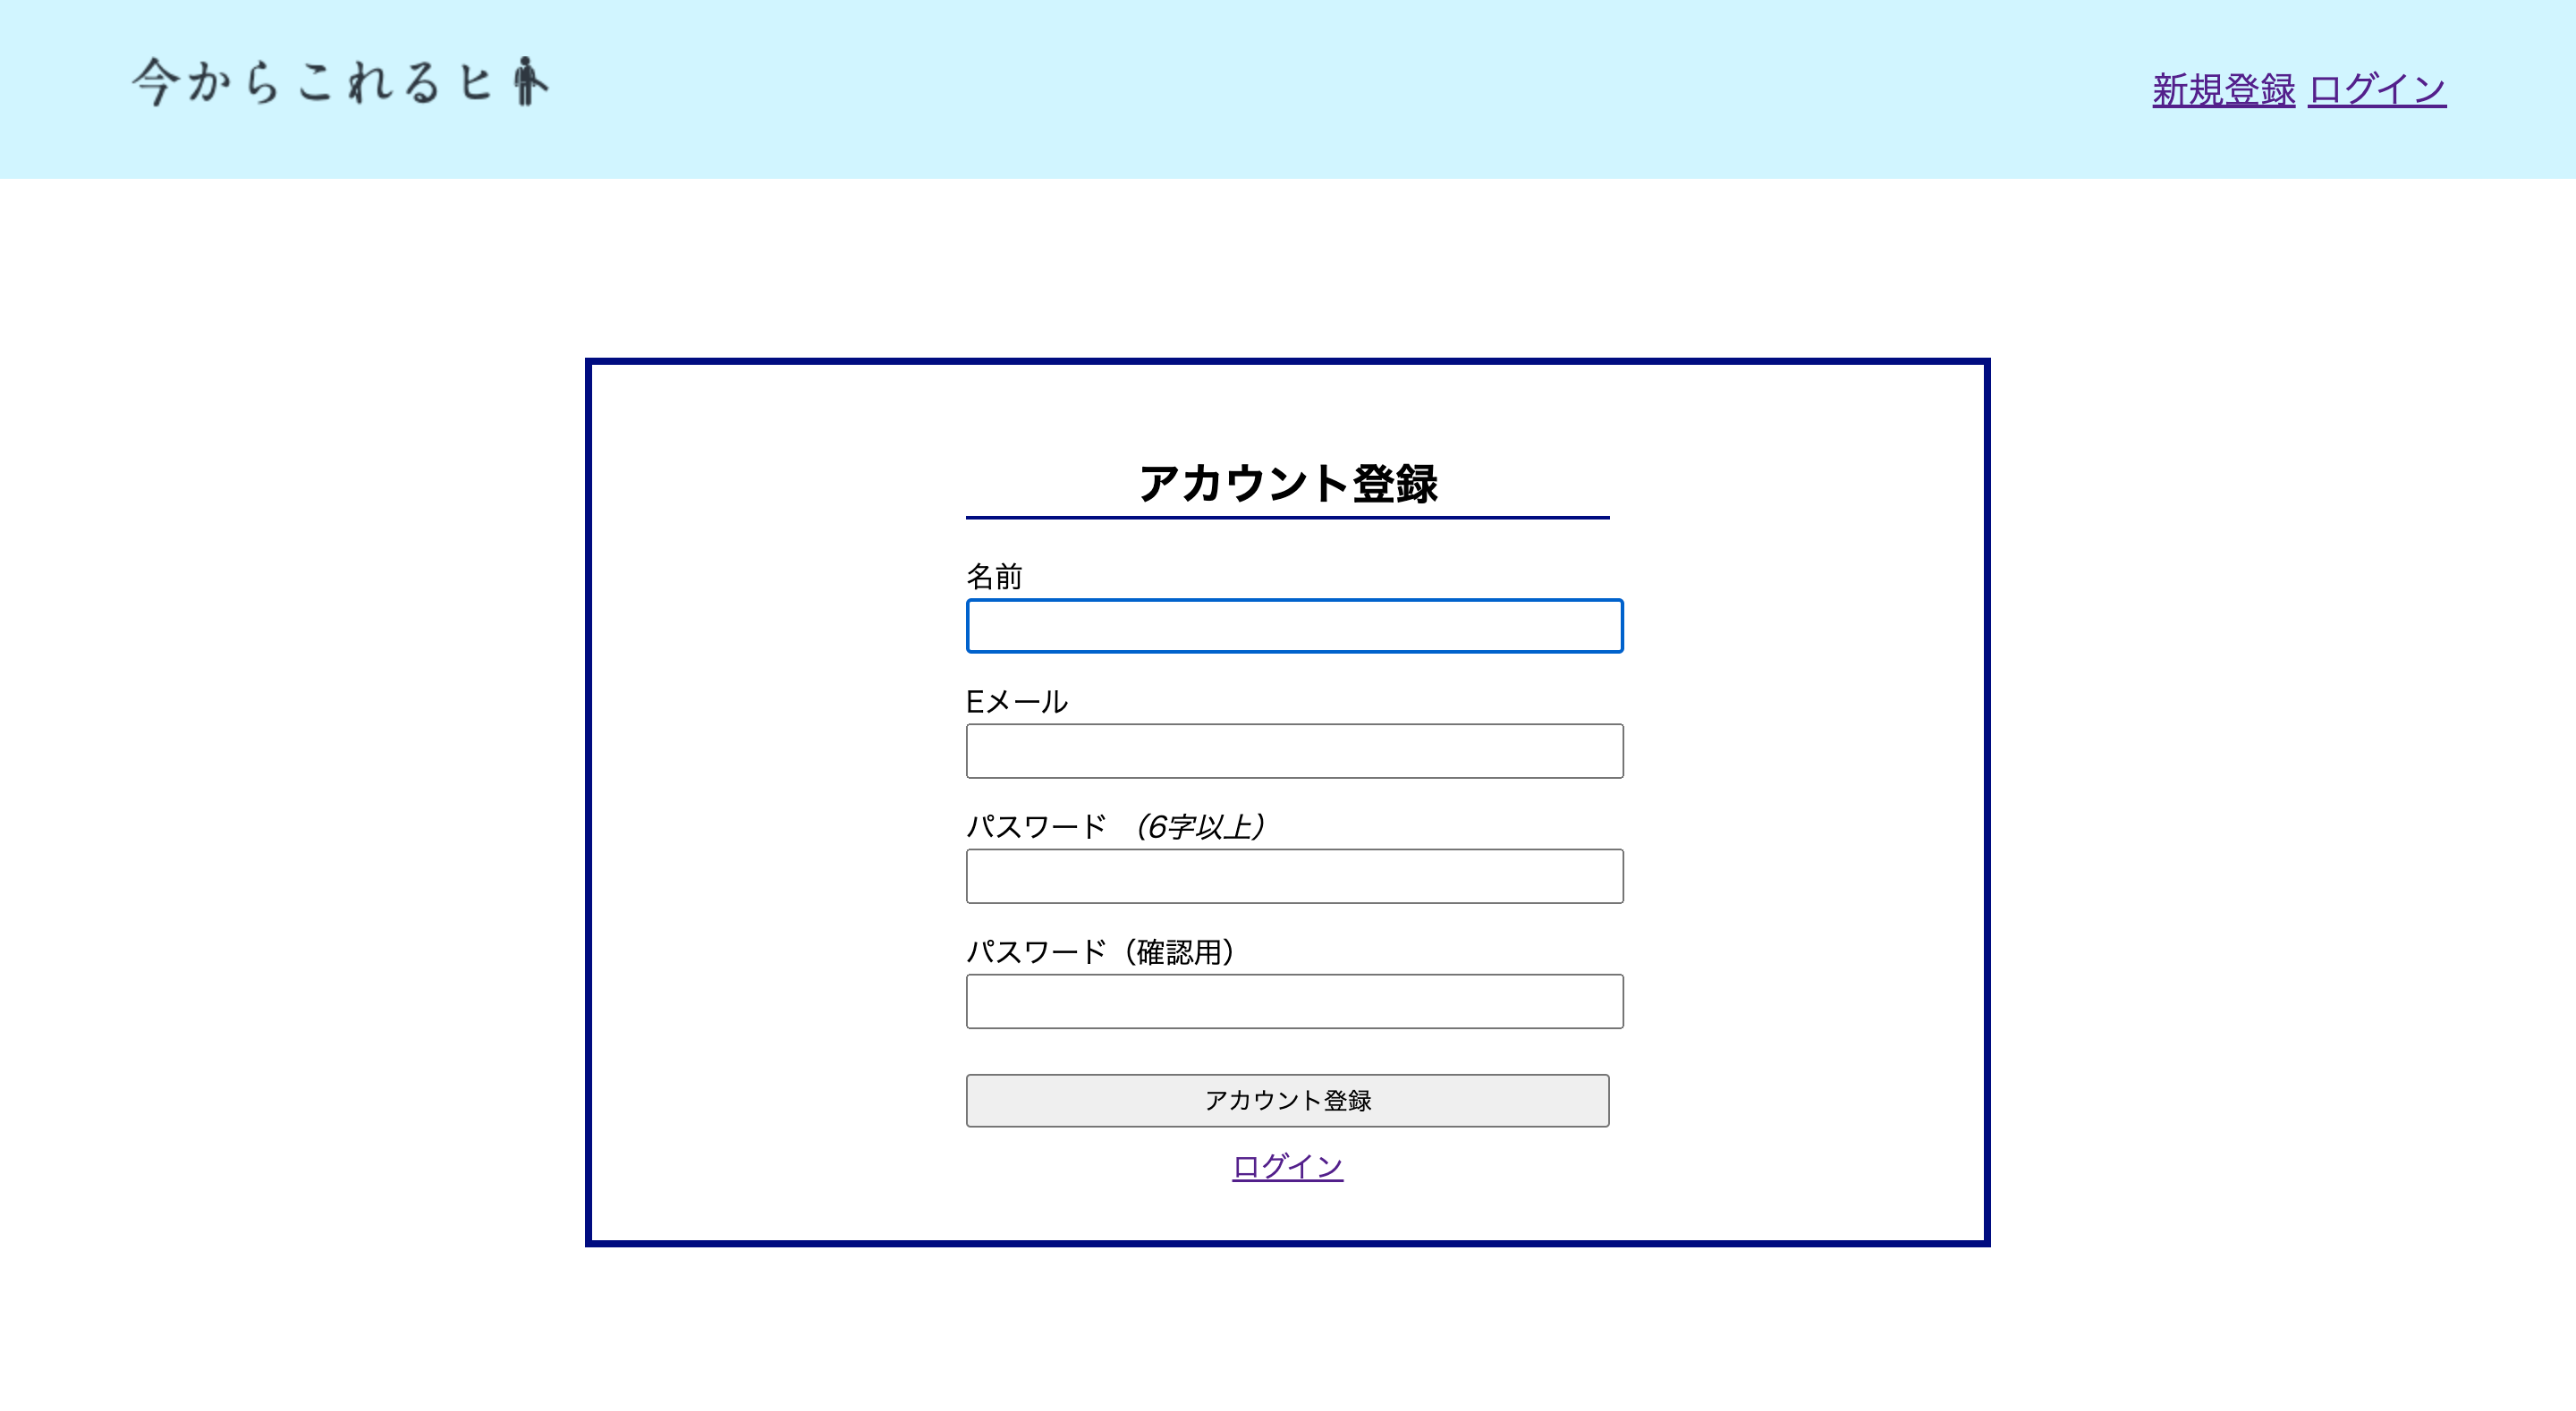 今からこれるヒト
新規登録 ログイン
アカウント登録
名前
Eメール
パスワード （6字以上）
パスワード（確認用）
アカウント登録
ログイン